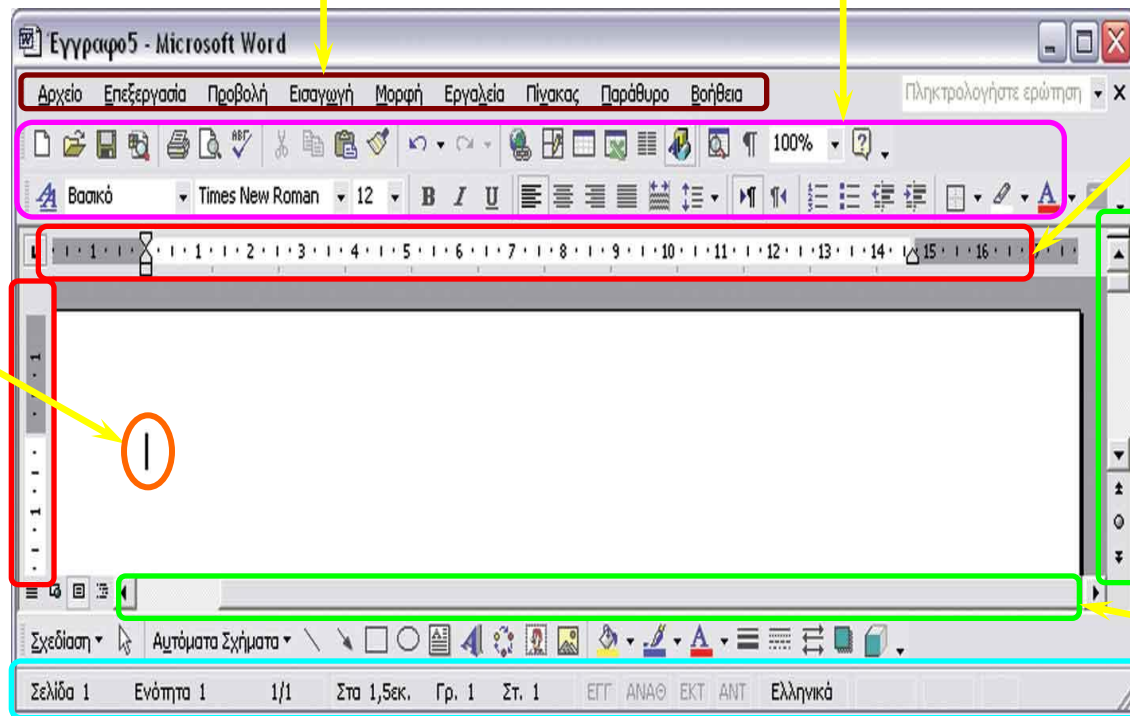 Έγγραφο5 - Microsoft Word
Αρχείο Επεξεργασία Προβολή Εισαγωγή Μορφή Εργαλεία Πίνακας Παράθυρο Βοήθεια Πληκτρολογήστε ερώτηση
100%
Βασικό Times New Roman 12 B I U
1 1 2 3 4 5 6 7 8 9 10 11 12 13 14 15 16
1
1
Σχεδίαση Αυτόματα Σχήματα
Σελίδα 1 Ενότητα 1 1/1 Στα 1,5εκ. Γρ. 1 Στ. 1 ΕΓΓ ΑΝΑΘ ΕΚΤ ΑΝΤ Ελληνικά